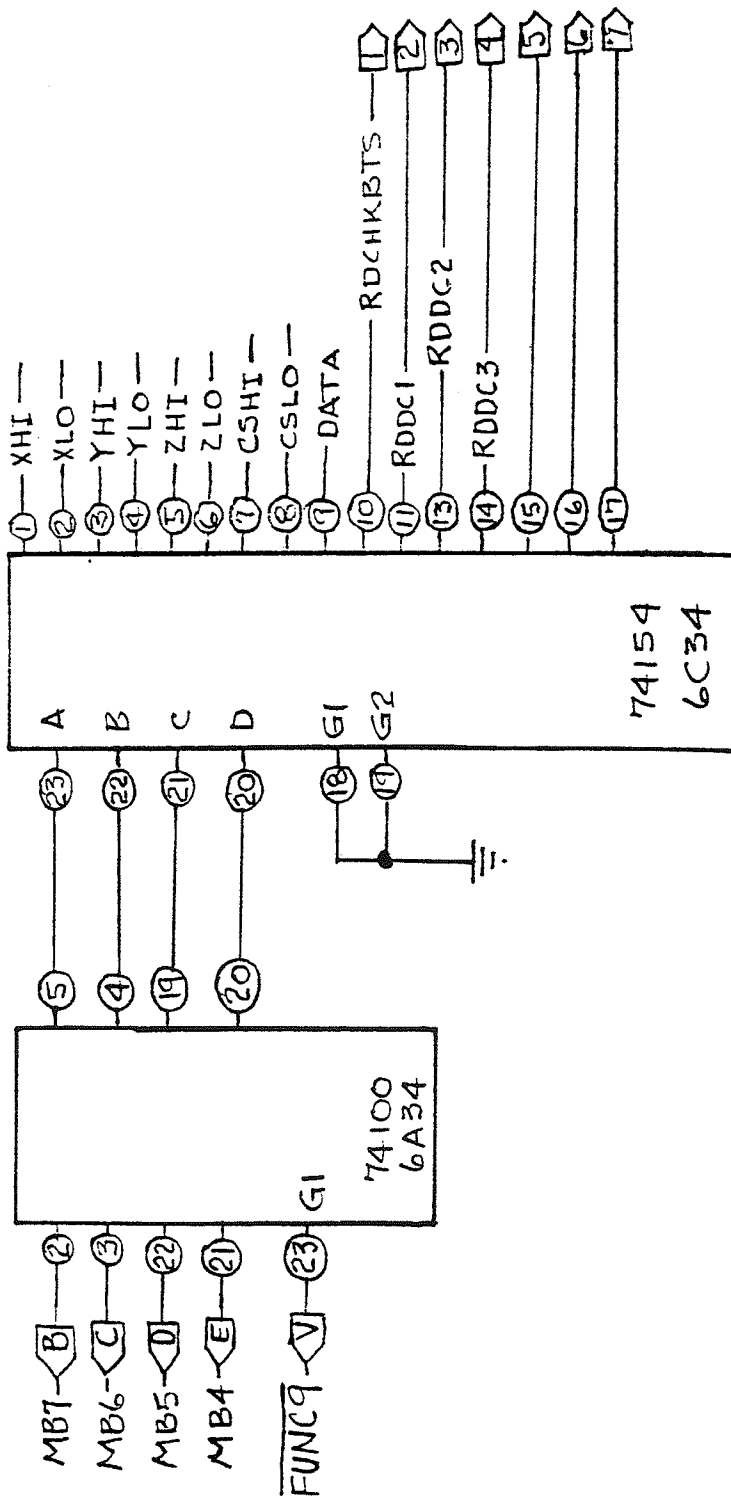 MB7 B 2 5 23 A
MB6 C 3 4 22 B
MB5 D 22 19 21 C
MB4 E 21 20 20 D
FUNC9 V 23 G1
74100
6A34
18 G1
19 G2
74154
6C34
1 XHI
2 XLO
3 YHI
4 YLO
5 ZHI
6 ZLO
7 CSHI
8 CSLO
9 DATA
10 RDCHKBTS 1
11 RDDC1 2
13 RDDC2 3
14 RDDC3 4
15 5
16 6
17 7